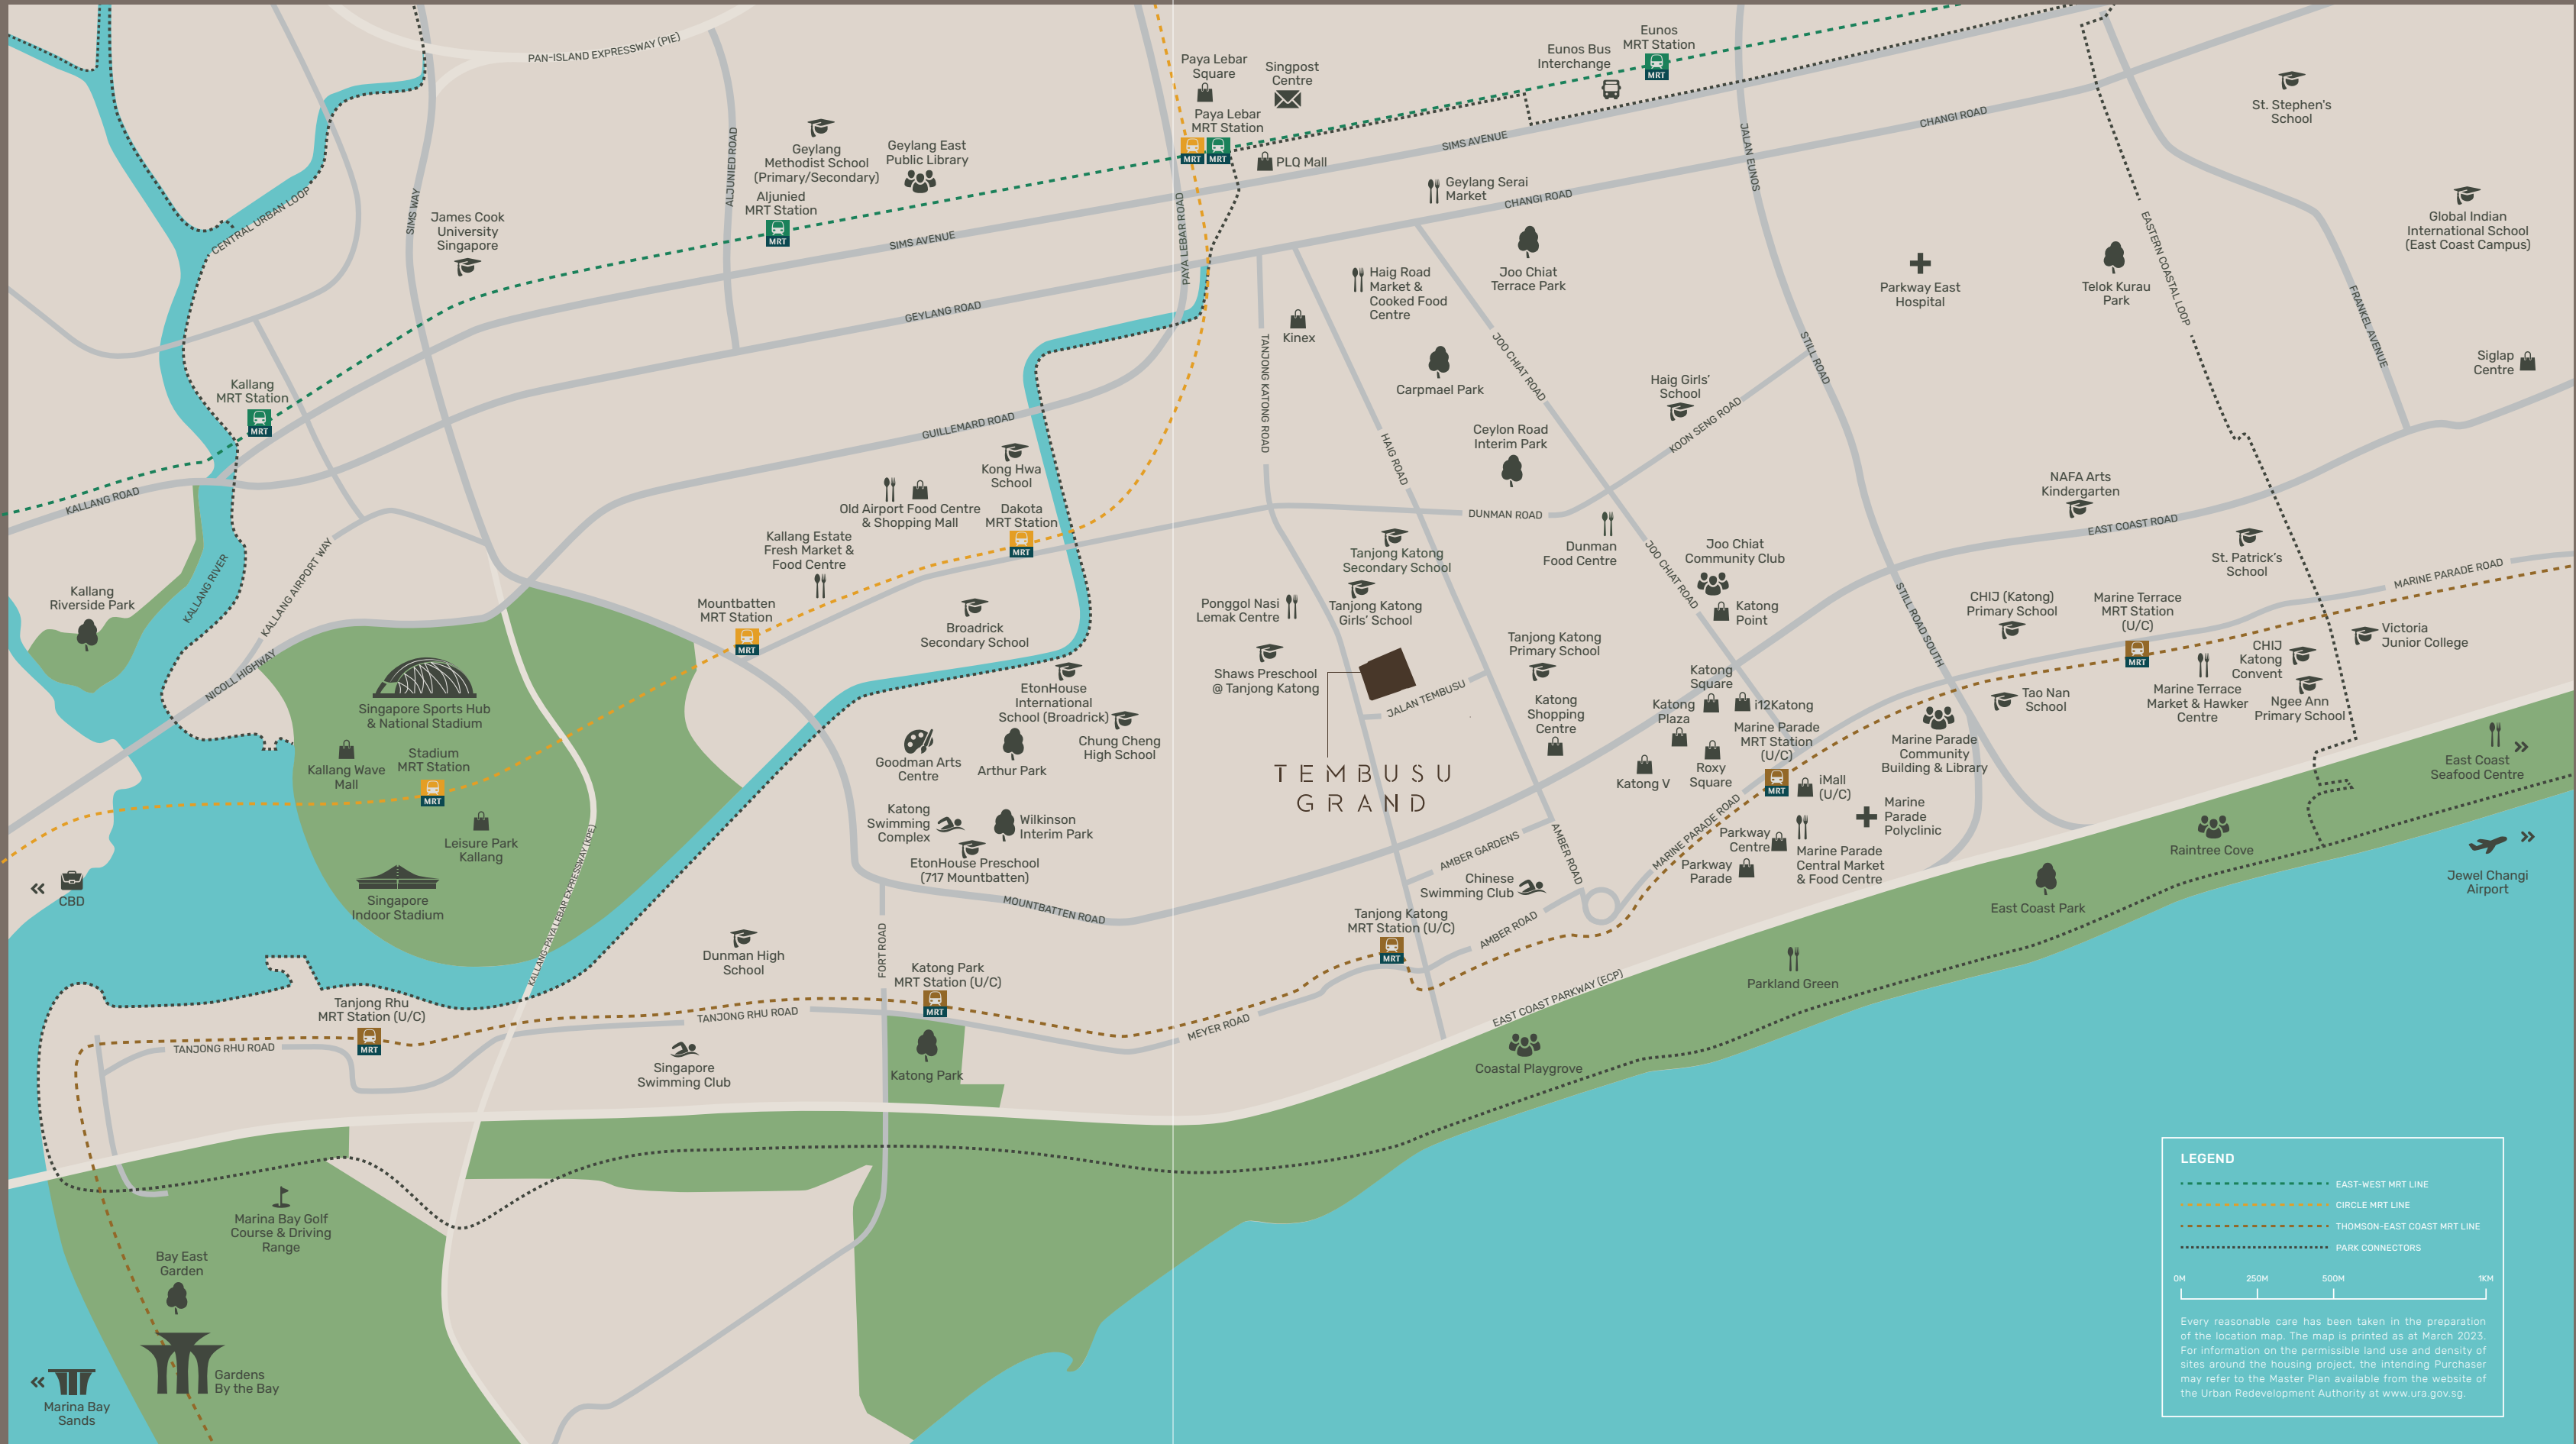 PAN-ISLAND EXPRESSWAY (PIE)
Paya Lebar
Square
Singpost
Centre
Eunos Bus
Interchange
Eunos
MRT Station
MRT
St. Stephen's
School
Paya Lebar
MRT Station
MRT
MRT
PLQ Mall
SIMS AVENUE
CHANGI ROAD
JALAN EUNOS
ALJUNIED ROAD
Geylang
Methodist School
(Primary/Secondary)
Geylang East
Public Library
Aljunied
MRT Station
MRT
CENTRAL URBAN LOOP
SIMS WAY
James Cook
University
Singapore
SIMS AVENUE
PAYA LEBAR ROAD
Geylang Serai
Market
CHANGI ROAD
EASTERN COASTAL LOOP
Global Indian
International School
(East Coast Campus)
Haig Road
Market &
Cooked Food
Centre
Joo Chiat
Terrace Park
Parkway East
Hospital
Telok Kurau
Park
GEYLANG ROAD
Kinex
TANJONG KATONG ROAD
JOO CHIAT ROAD
STILL ROAD
FRANKEL AVENUE
Siglap
Centre
Kallang
MRT Station
MRT
Carpmael Park
Haig Girls'
School
KOON SENG ROAD
GUILLEMARD ROAD
HAIG ROAD
Ceylon Road
Interim Park
Kong Hwa
School
KALLANG ROAD
Old Airport Food Centre
& Shopping Mall
Dakota
MRT Station
MRT
DUNMAN ROAD
NAFA Arts
Kindergarten
EAST COAST ROAD
Kallang Estate
Fresh Market &
Food Centre
Tanjong Katong
Secondary School
Dunman
Food Centre
JOO CHIAT ROAD
Joo Chiat
Community Club
St. Patrick's
School
MARINE PARADE ROAD
Kallang
Riverside Park
KALLANG RIVER
KALLANG AIRPORT WAY
Mountbatten
MRT Station
MRT
Broadrick
Secondary School
Ponggol Nasi
Lemak Centre
Tanjong Katong
Girls' School
Katong
Point
STILL ROAD SOUTH
CHIJ (Katong)
Primary School
Marine Terrace
MRT Station
(U/C)
MRT
Victoria
Junior College
NICOLL HIGHWAY
Singapore Sports Hub
& National Stadium
EtonHouse
International
School (Broadrick)
Shaws Preschool
@ Tanjong Katong
JALAN TEMBUSU
Tanjong Katong
Primary School
Katong
Square
i12Katong
Tao Nan
School
Marine Terrace
Market & Hawker
Centre
CHIJ
Katong
Convent
Ngee Ann
Primary School
Kallang Wave
Mall
Stadium
MRT Station
MRT
Goodman Arts
Centre
Arthur Park
Chung Cheng
High School
TEMBUSU
GRAND
Katong
Shopping
Centre
Katong
Plaza
Katong V
Roxy
Square
Marine Parade
MRT Station
(U/C)
MRT
iMall
(U/C)
Marine Parade
Community
Building & Library
East Coast
Seafood Centre
Leisure Park
Kallang
KALLANG-PAYA LEBAR EXPRESSWAY (KPE)
Katong
Swimming
Complex
Wilkinson
Interim Park
EtonHouse Preschool
(717 Mountbatten)
AMBER GARDENS
AMBER ROAD
MARINE PARADE ROAD
Parkway
Centre
Parkway
Parade
Marine Parade
Central Market
& Food Centre
Marine
Parade
Polyclinic
Raintree Cove
Jewel Changi
Airport
CBD
Singapore
Indoor Stadium
Chinese
Swimming Club
East Coast Park
MOUNTBATTEN ROAD
FORT ROAD
Tanjong Katong
MRT Station (U/C)
MRT
AMBER ROAD
Dunman High
School
Katong Park
MRT Station (U/C)
MRT
Parkland Green
EAST COAST PARKWAY (ECP)
Tanjong Rhu
MRT Station (U/C)
MRT
TANJONG RHU ROAD
TANJONG RHU ROAD
MEYER ROAD
Singapore
Swimming Club
Katong Park
Coastal Playgrove
Marina Bay Golf
Course & Driving
Range
Bay East
Garden
Gardens
By the Bay
Marina Bay
Sands
LEGEND
EAST-WEST MRT LINE
CIRCLE MRT LINE
THOMSON-EAST COAST MRT LINE
PARK CONNECTORS
0M 250M 500M 1KM
Every reasonable care has been taken in the preparation
of the location map. The map is printed as at March 2023.
For information on the permissible land use and density of
sites around the housing project, the intending Purchaser
may refer to the Master Plan available from the website of
the Urban Redevelopment Authority at www.ura.gov.sg.